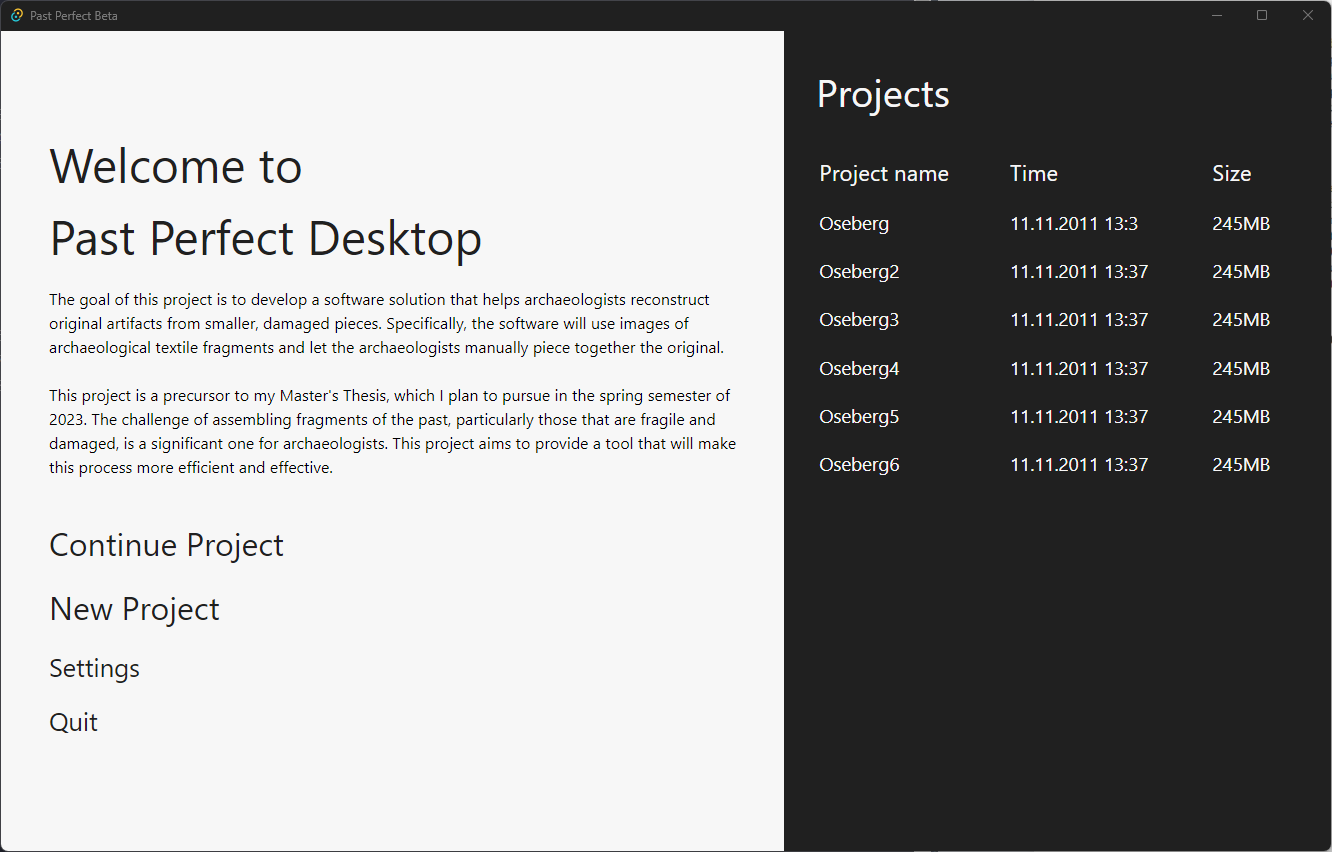 Past Perfect Beta
Welcome to
Past Perfect Desktop
The goal of this project is to develop a software solution that helps archaeologists reconstruct
original artifacts from smaller, damaged pieces. Specifically, the software will use images of
archaeological textile fragments and let the archaeologists manually piece together the original.
This project is a precursor to my Master's Thesis, which I plan to pursue in the spring semester of
2023. The challenge of assembling fragments of the past, particularly those that are fragile and
damaged, is a significant one for archaeologists. This project aims to provide a tool that will make
this process more efficient and effective.
Continue Project
New Project
Settings
Quit
Projects
Project name Time Size
Oseberg 11.11.2011 13:3 245MB
Oseberg2 11.11.2011 13:37 245MB
Oseberg3 11.11.2011 13:37 245MB
Oseberg4 11.11.2011 13:37 245MB
Oseberg5 11.11.2011 13:37 245MB
Oseberg6 11.11.2011 13:37 245MB